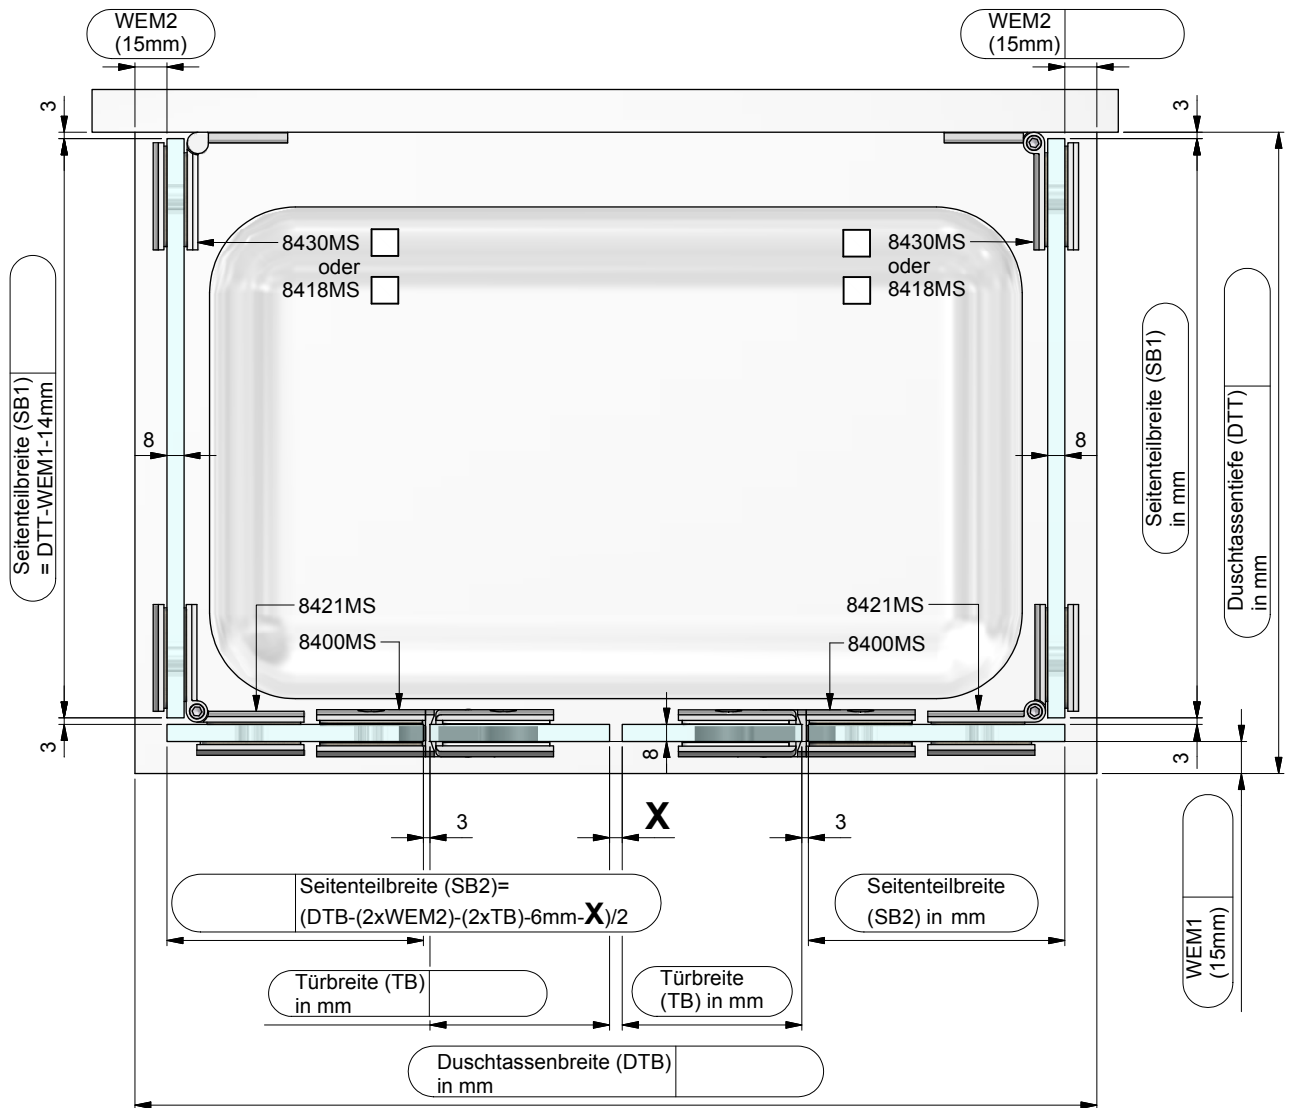 WEM2
(15mm)
WEM2
(15mm)
3
3
8430MS
oder
8418MS
8430MS
oder
8418MS
Seitenteilbreite (SB1)
= DTT-WEM1-14mm
8
8
Seitenteilbreite (SB1)
in mm
Duschtassentiefe (DTT)
in mm
8421MS
8400MS
8421MS
8400MS
3
8
3
3
X
3
Seitenteilbreite (SB2)=
(DTB-(2xWEM2)-(2xTB)-6mm-X)/2
Seitenteilbreite
(SB2) in mm
WEM1
(15mm)
Türbreite (TB)
in mm
Türbreite
(TB) in mm
Duschtassenbreite (DTB)
in mm